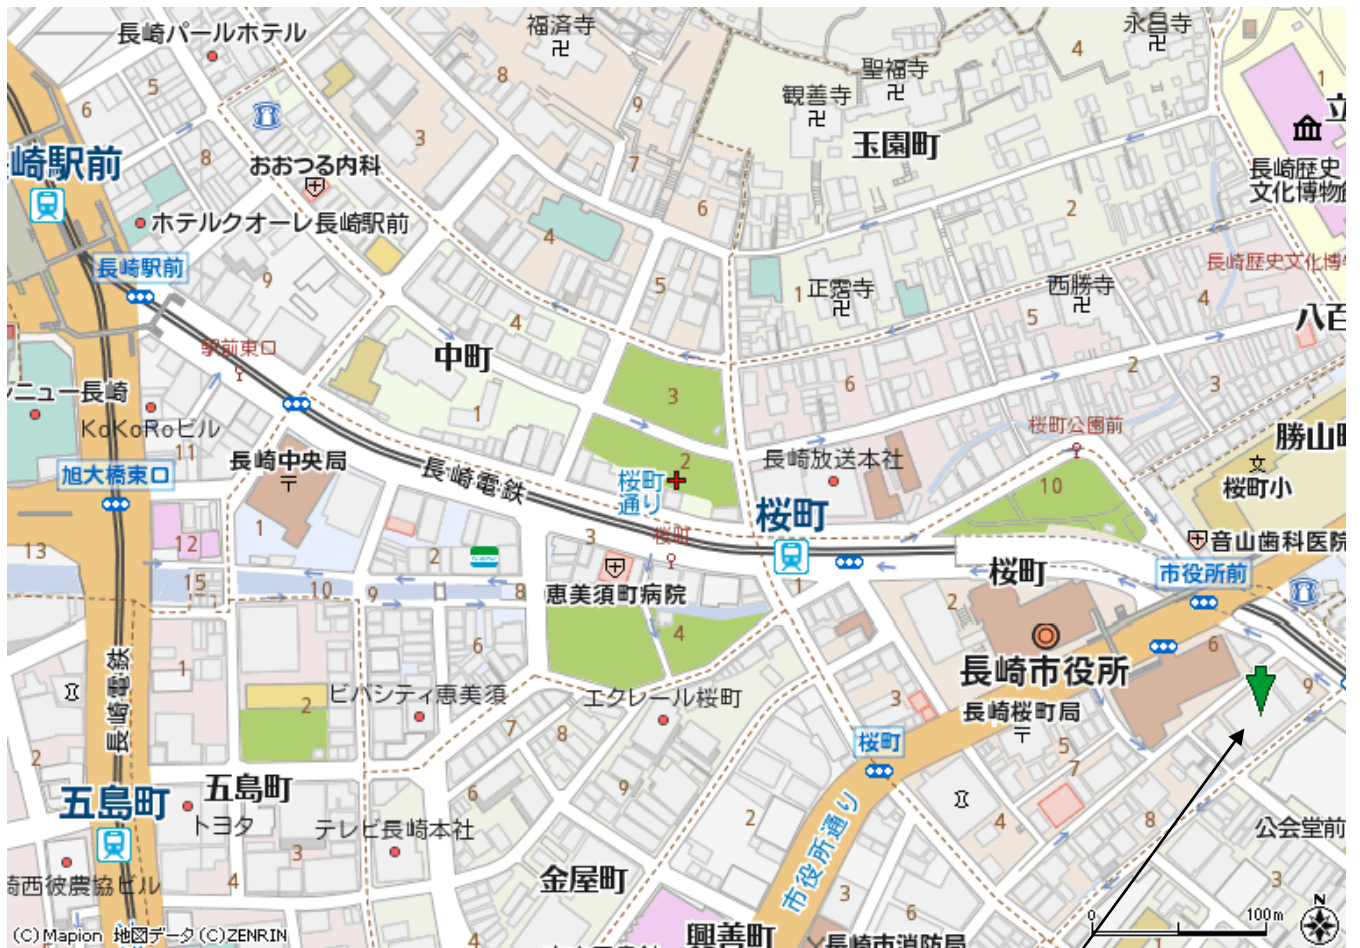 長崎パールホテル
福済寺
永昌寺
聖福寺
観善寺
玉園町
立
長崎歴史
文化博物館
長崎駅前
おおつる内科
ホテルクオーレ長崎駅前
長崎駅前
正覚寺
西勝寺
長崎歴史文化博物
八百
駅前東口
中町
ニュー長崎
KoKoRoビル
長崎中央局
旭大橋東口
長崎電鉄
桜町
通り
長崎放送本社
桜町公園前
勝山町
桜町小
桜町
桜町
音山歯科医院
恵美須町病院
桜町
市役所前
長崎市役所
長崎桜町局
長崎電鉄
ビバシティ恵美須
エクレール桜町
桜町
五島町
五島町
トヨタ
テレビ長崎本社
市役所通り
公会堂前
崎西彼農協ビル
金屋町
興善町
長崎市消防局
0
100m
N
(C)Mapion 地図データ(C)ZENRIN